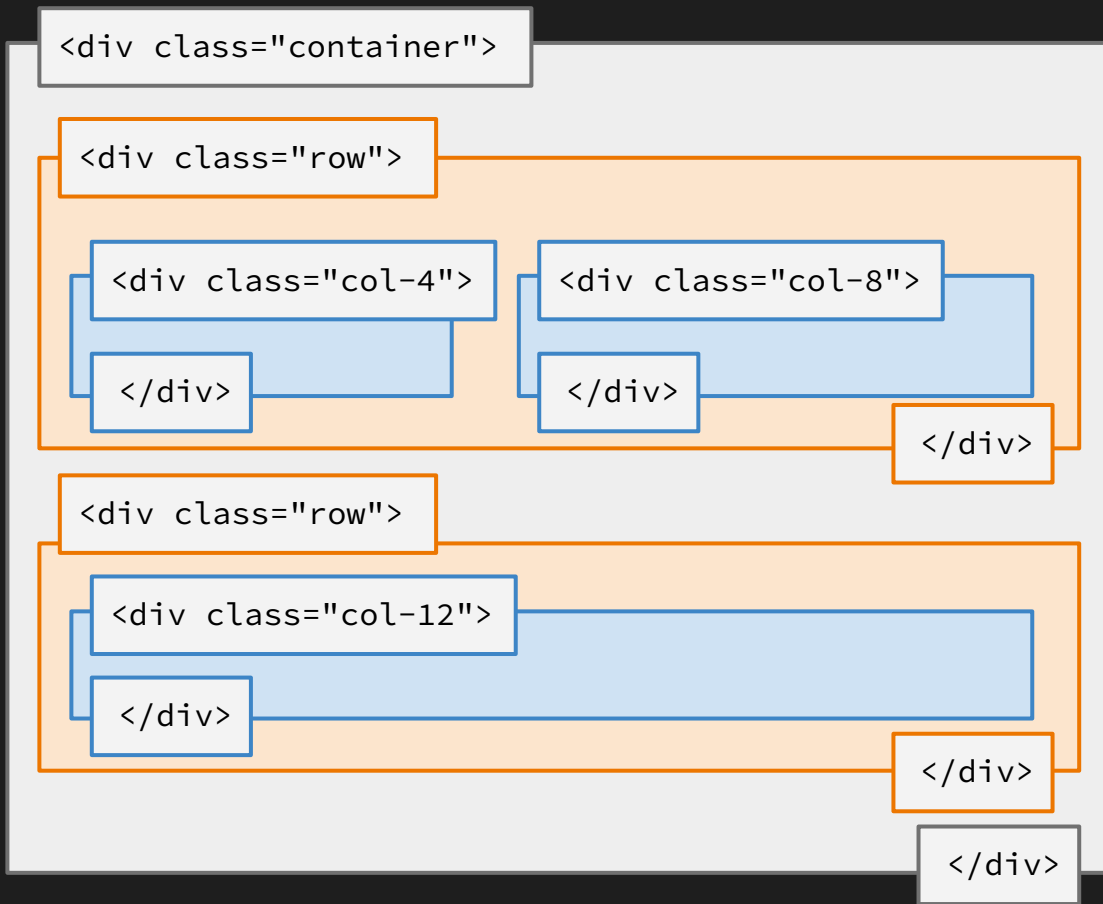 <div class="container">
<div class="row">
<div class="col-4">
</div>
<div class="col-8">
</div>
</div>
<div class="row">
<div class="col-12">
</div>
</div>
</div>